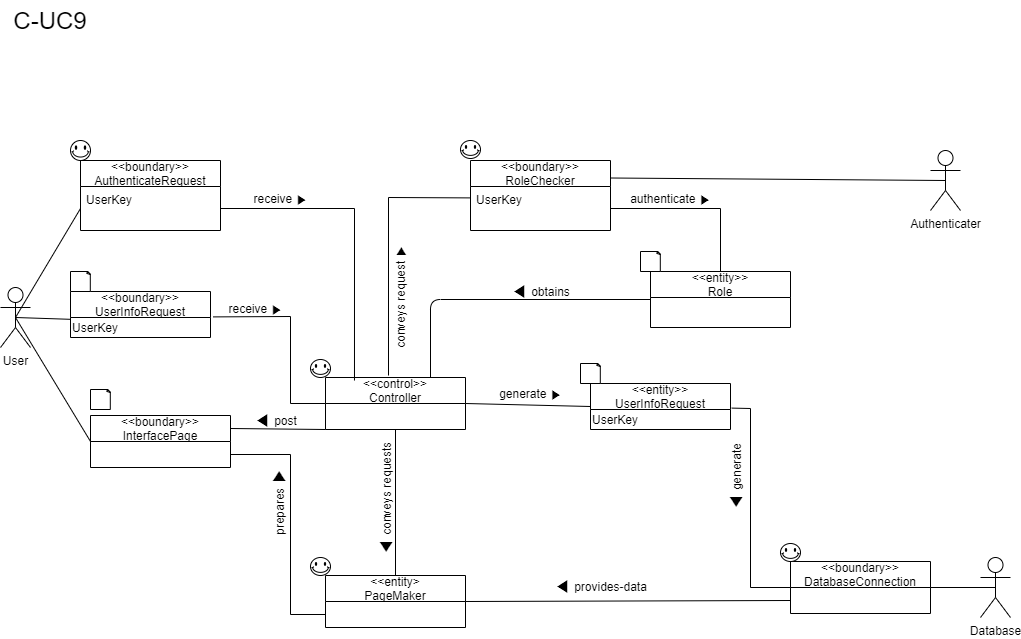 C-UC9
<<boundary>>
AuthenticateRequest
UserKey
receive
<<boundary>>
RoleChecker
UserKey
authenticate
Authenticater
<<boundary>>
UserInfoRequest
UserKey
receive
User
conveys request
<<entity>>
Role
obtains
<<control>>
Controller
generate
<<entity>>
UserInfoRequest
UserKey
generate
<<boundary>>
InterfacePage
post
prepares
conveys requests
<<entity>
PageMaker
provides-data
<<boundary>>
DatabaseConnection
Database